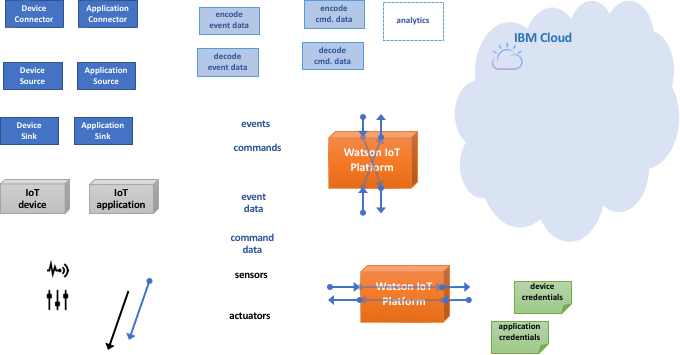 Device
Connector
Application
Connector
encode
event data
encode
cmd. data
analytics
IBM Cloud
decode
event data
decode
cmd. data
Device
Source
Application
Source
Device
Sink
Application
Sink
events
commands
Watson IoT
Platform
IoT
device
IoT
application
event
data
command
data
sensors
actuators
Watson IoT
Platform
device
credentials
application
credentials